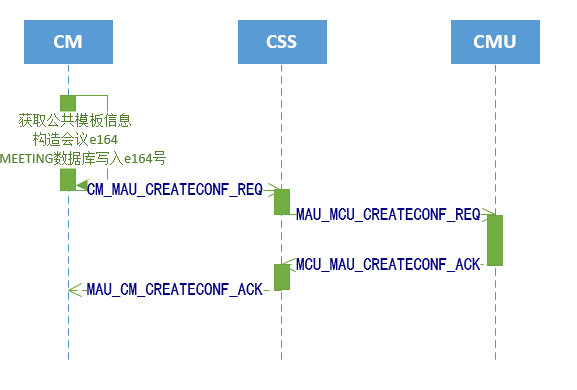 CM
CSS
CMU
获取公共模板信息
构造会议e164
MEETING数据库写入e164号
CM_MAU_CREATECONF_REQ
MAU_MCU_CREATECONF_REQ
MCU_MAU_CREATECONF_ACK
MAU_CM_CREATECONF_ACK